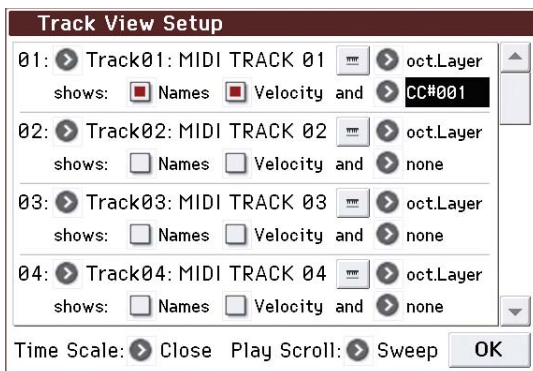 Track View Setup
01: Track01: MIDI TRACK 01 oct.Layer
shows: Names Velocity and CC#001
02: Track02: MIDI TRACK 02 oct.Layer
shows: Names Velocity and none
03: Track03: MIDI TRACK 03 oct.Layer
shows: Names Velocity and none
04: Track04: MIDI TRACK 04 oct.Layer
shows: Names Velocity and none
Time Scale: Close Play Scroll: Sweep OK